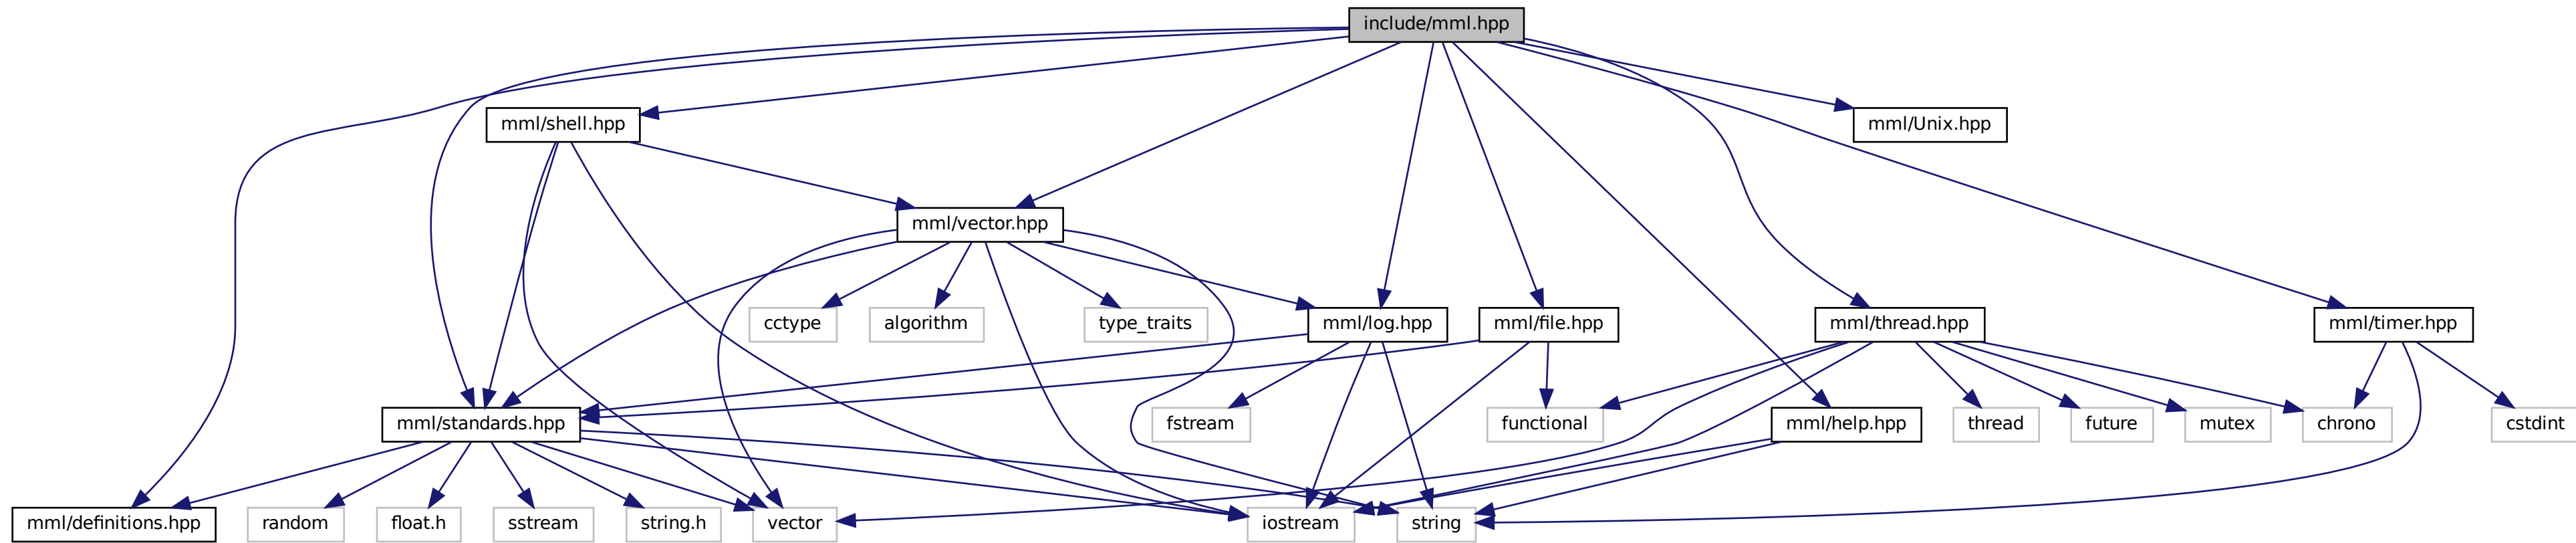 include/mml.hpp
mml/shell.hpp
mml/Unix.hpp
mml/vector.hpp
cctype
algorithm
type_traits
mml/log.hpp
mml/file.hpp
mml/thread.hpp
mml/timer.hpp
mml/standards.hpp
fstream
functional
mml/help.hpp
thread
future
mutex
chrono
cstdint
mml/definitions.hpp
random
float.h
sstream
string.h
vector
iostream
string